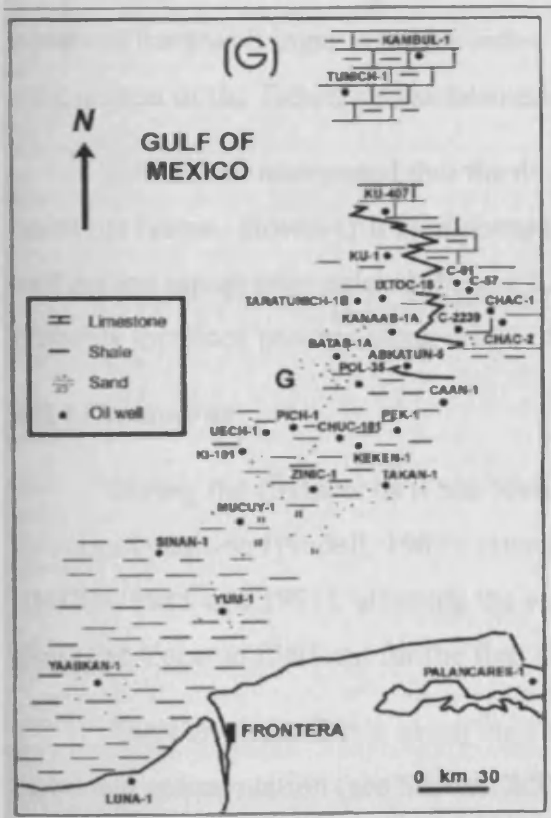 (G)
KAMBUL-1
TUNICH-1
N
GULF OF
MEXICO
KU-407
KU-1
C-91
C-57
IXTOC-1B
TARATUNICH-1B
CHAC-1
KANAAB-1A
C-2239
CHAC-2
BATAB-1A
ABKATUN-5
POL-35
G
CAAN-1
PICH-1
PEK-1
UECH-1
CHUC-101
KI-101
KEKEN-1
ZINIC-1
TAKAN-1
MUCUY-1
SINAN-1
YUM-1
YAABKAN-1
PALANCARES-1
FRONTERA
LUNA-1
0 km 30
Limestone
Shale
Sand
Oil well